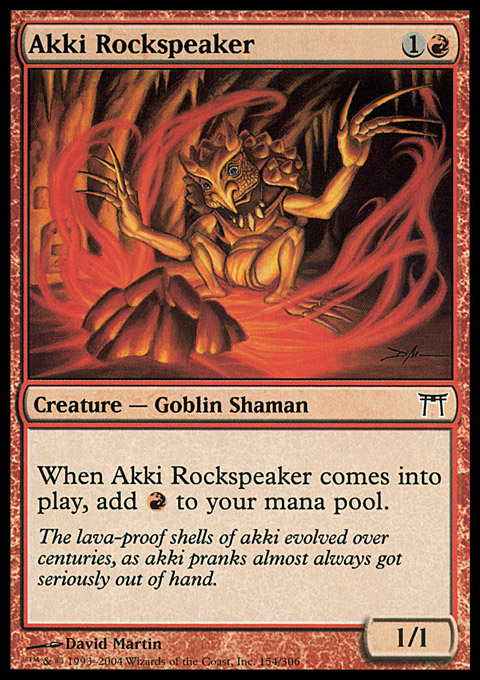 Akki Rockspeaker 1
Creature — Goblin Shaman
When Akki Rockspeaker comes into
play, add to your mana pool.
The lava-proof shells of akki evolved over
centuries, as akki pranks almost always got
seriously out of hand.
David Martin
1/1
™ & © 1993–2004 Wizards of the Coast, Inc. 154/306